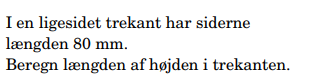 I en ligesidet trekant har siderne
længden 80 mm.
Beregn længden af højden i trekanten.